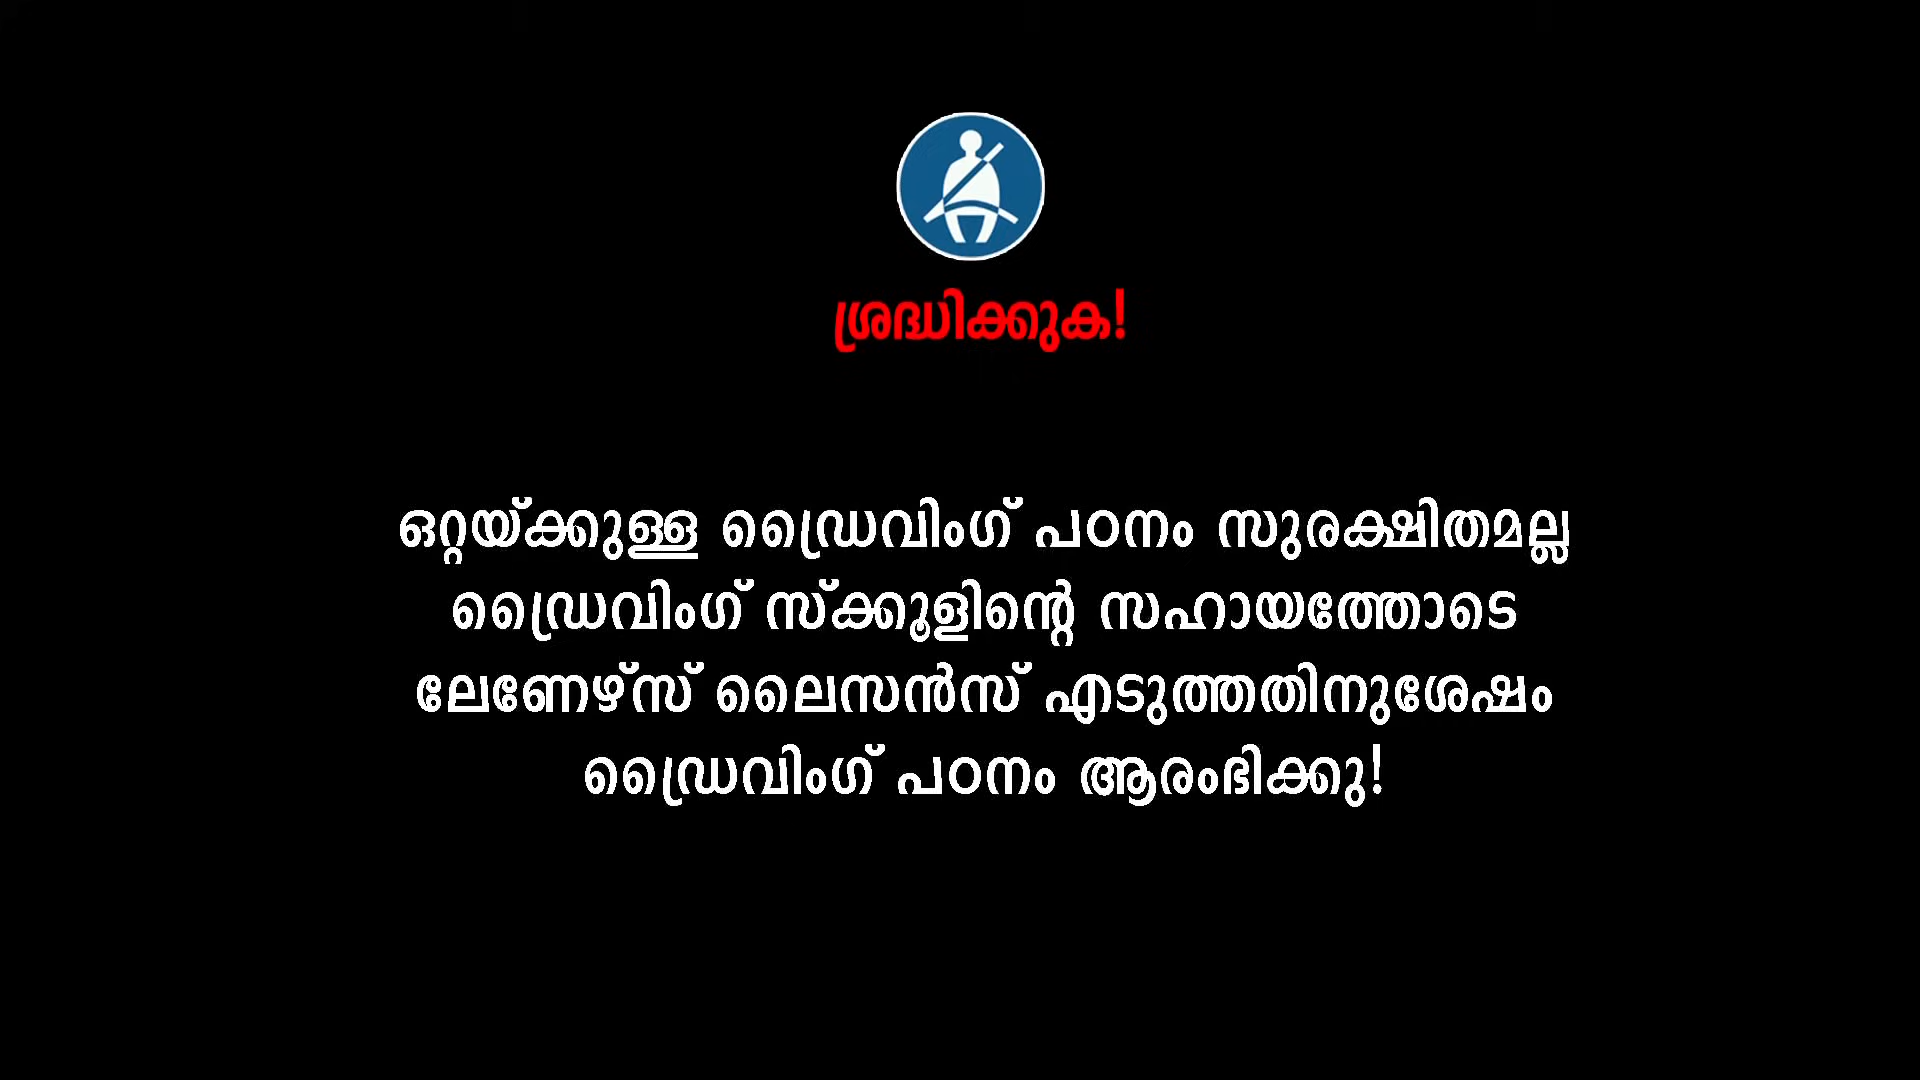 ശ്രദ്ധിക്കുക!
ഒറ്റയ്ക്കുള്ള ഡ്രൈവിംഗ് പഠനം സുരക്ഷിതമല്ല
ഡ്രൈവിംഗ് സ്ക്കൂളിന്റെ സഹായത്തോടെ
ലേണേഴ്സ് ലൈസൻസ് എടുത്തതിനുശേഷം
ഡ്രൈവിംഗ് പഠനം ആരംഭിക്കു!